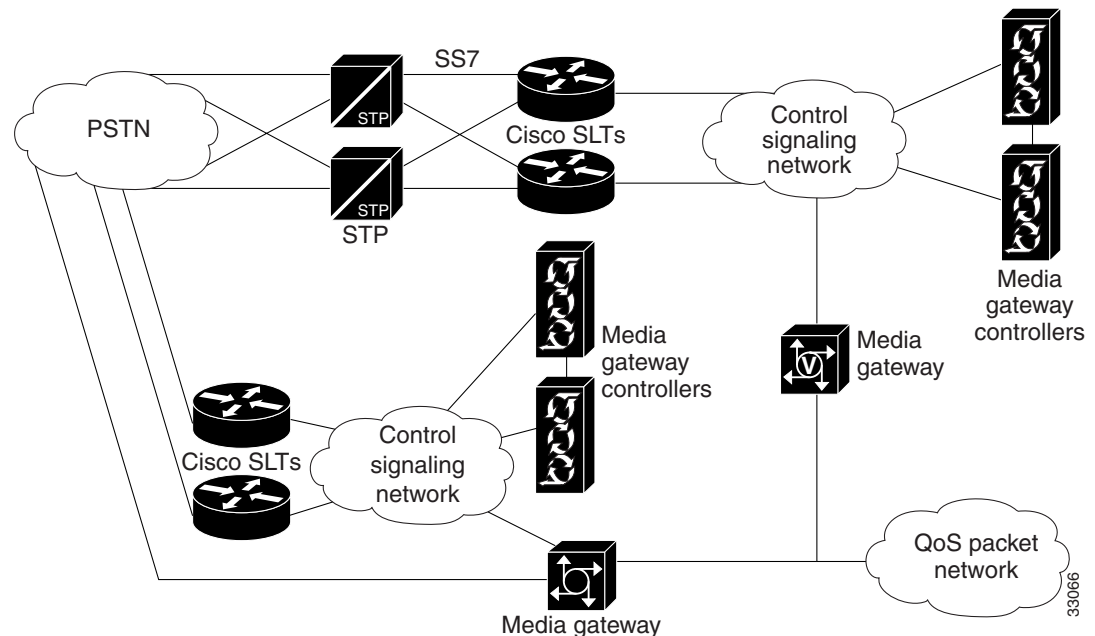 SS7
PSTN
STP
Cisco SLTs
Control
signaling
network
STP
STP
Media
gateway
controllers
Media
gateway
controllers
Media
gateway
V
Cisco SLTs
Control
signaling
network
QoS packet
network
Media gateway
33066